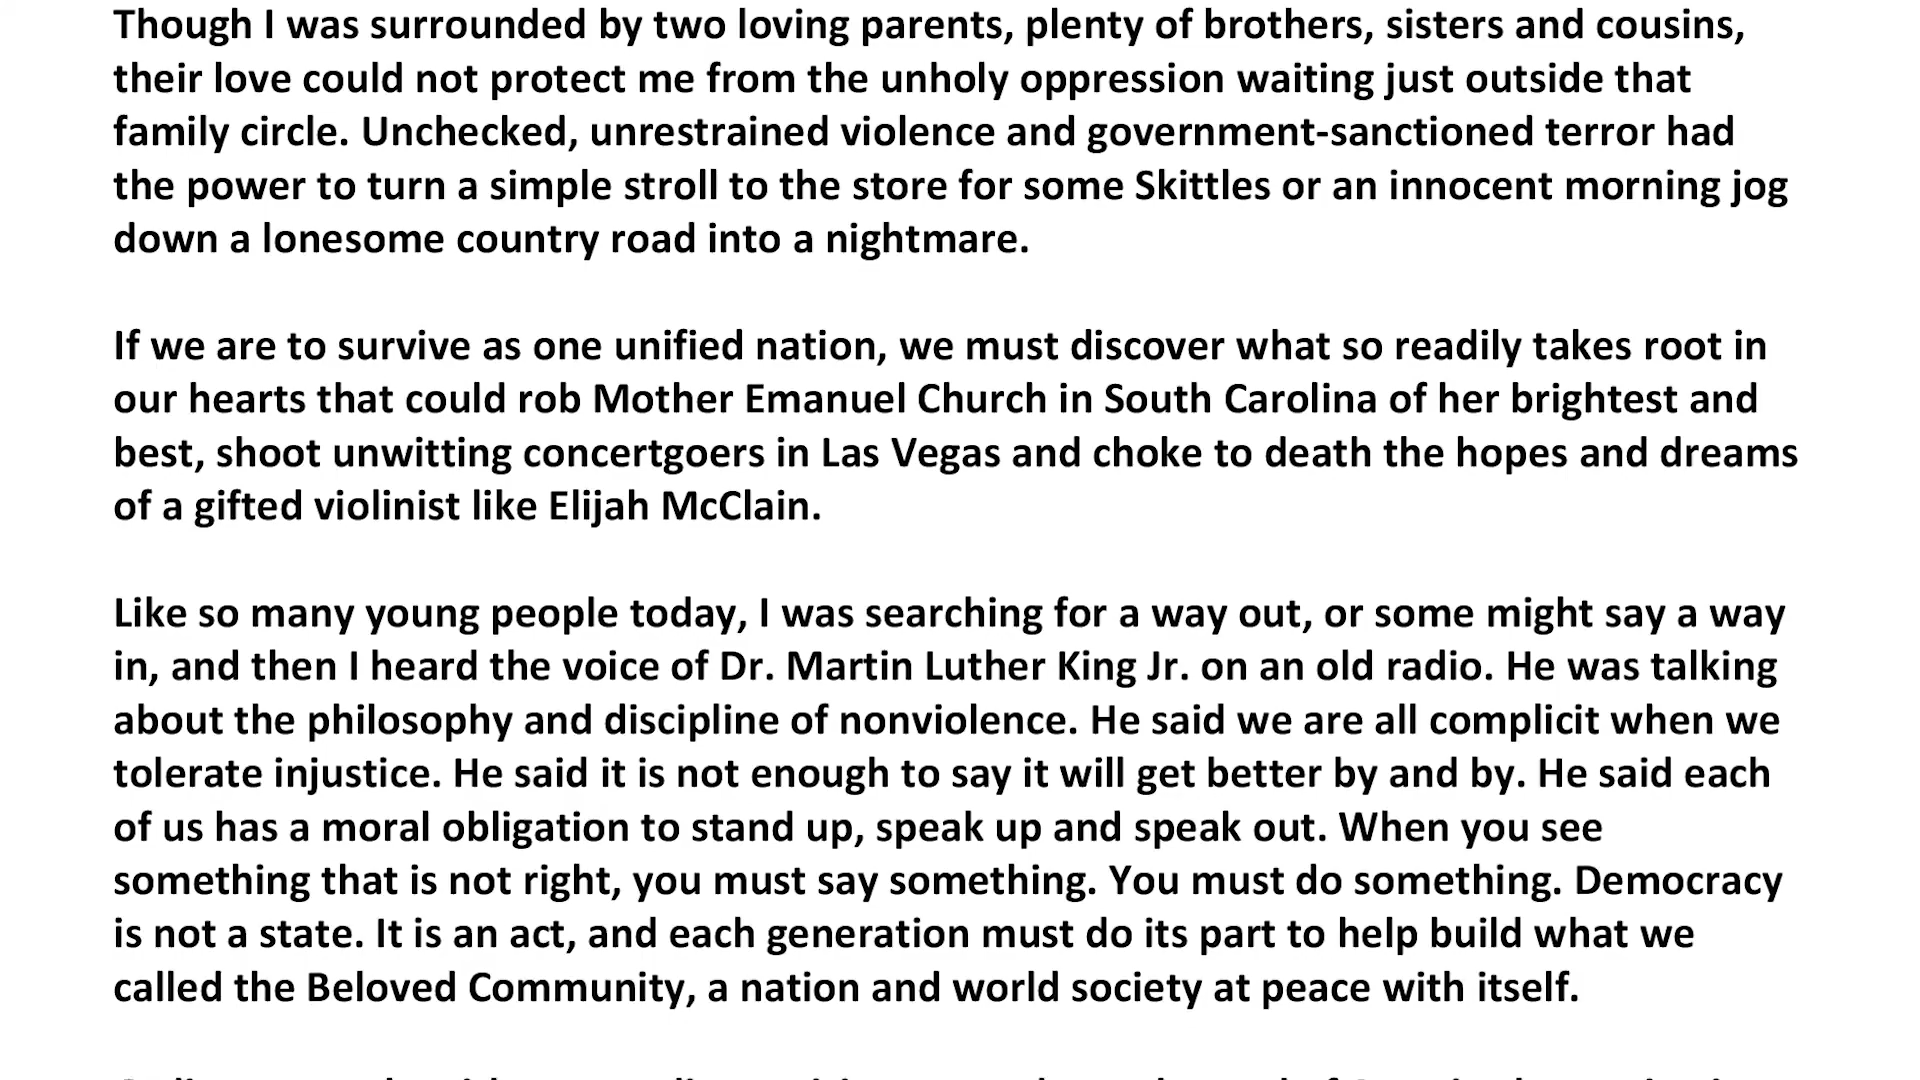 Though I was surrounded by two loving parents, plenty of brothers, sisters and cousins,
their love could not protect me from the unholy oppression waiting just outside that
family circle. Unchecked, unrestrained violence and government-sanctioned terror had
the power to turn a simple stroll to the store for some Skittles or an innocent morning jog
down a lonesome country road into a nightmare.
If we are to survive as one unified nation, we must discover what so readily takes root in
our hearts that could rob Mother Emanuel Church in South Carolina of her brightest and
best, shoot unwitting concertgoers in Las Vegas and choke to death the hopes and dreams
of a gifted violinist like Elijah McClain.
Like so many young people today, I was searching for a way out, or some might say a way
in, and then I heard the voice of Dr. Martin Luther King Jr. on an old radio. He was talking
about the philosophy and discipline of nonviolence. He said we are all complicit when we
tolerate injustice. He said it is not enough to say it will get better by and by. He said each
of us has a moral obligation to stand up, speak up and speak out. When you see
something that is not right, you must say something. You must do something. Democracy
is not a state. It is an act, and each generation must do its part to help build what we
called the Beloved Community, a nation and world society at peace with itself.